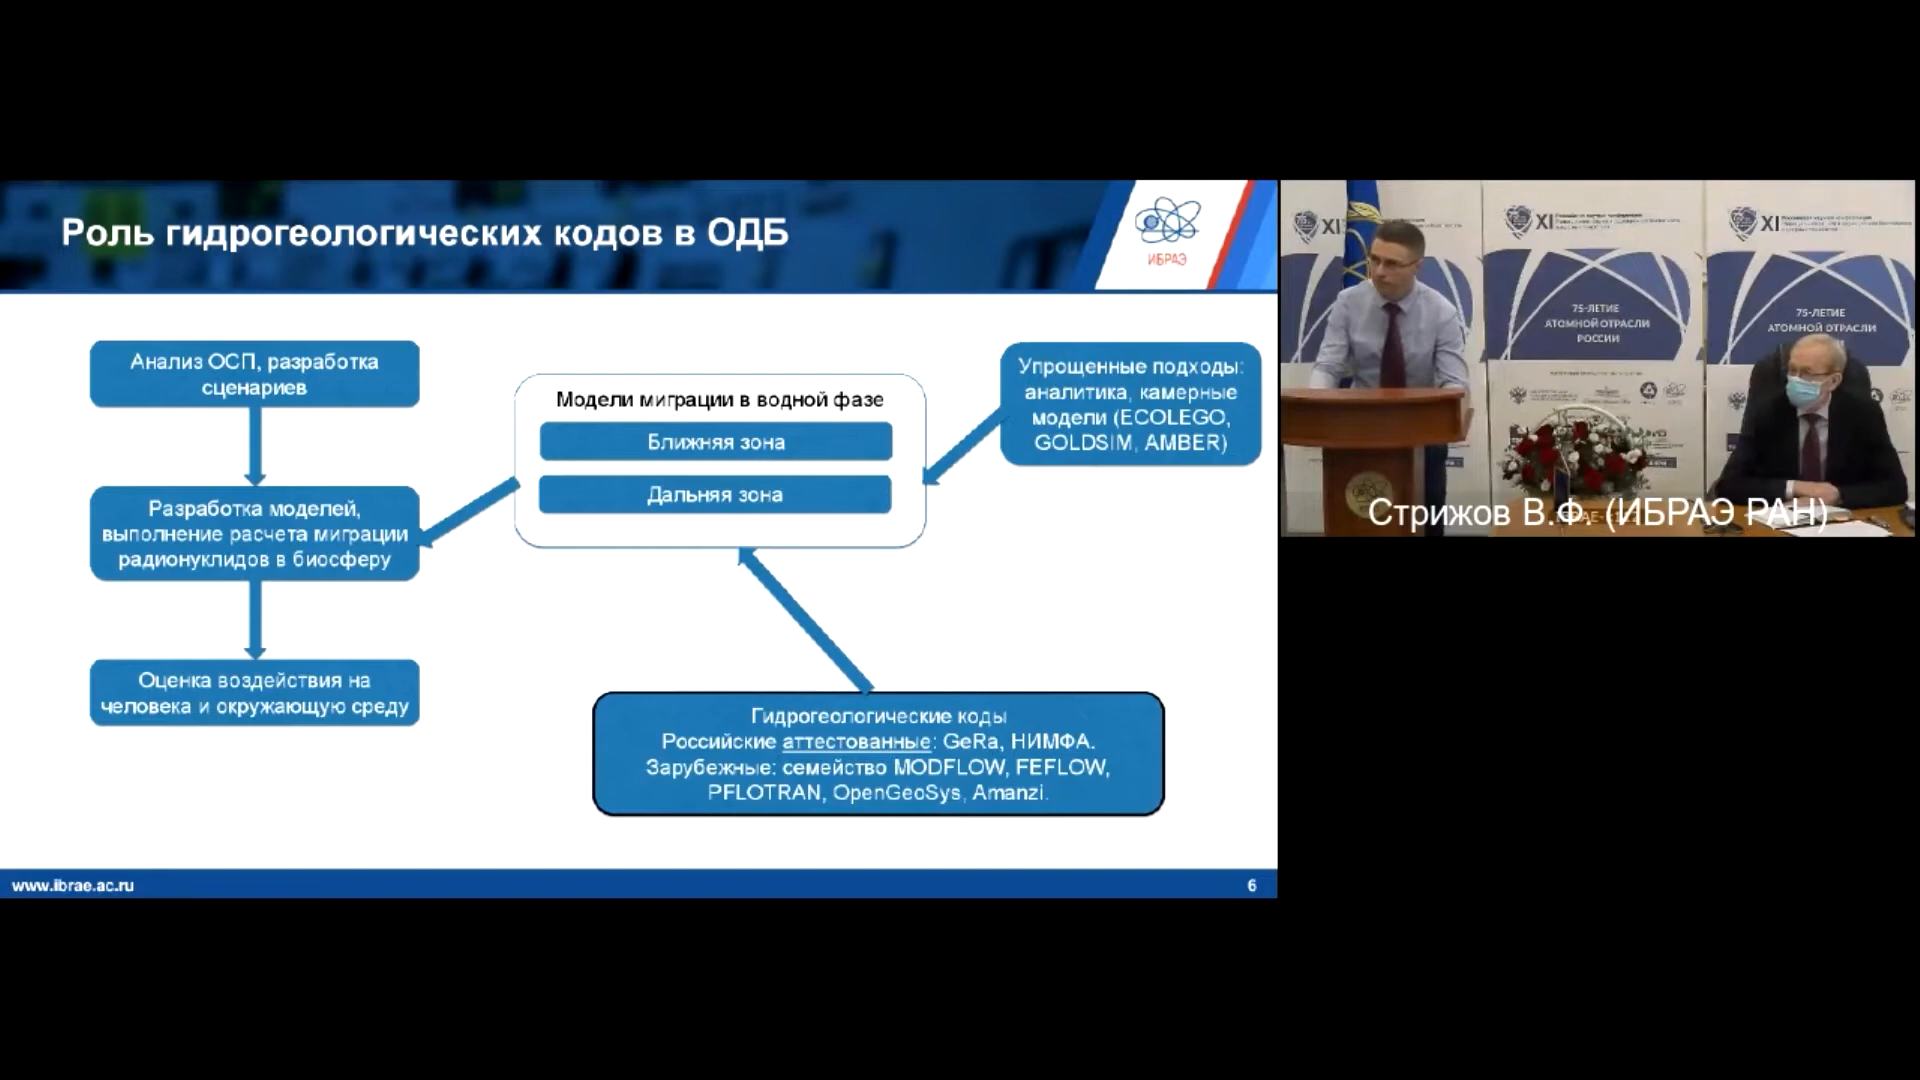 Роль гидрогеологических кодов в ОДБ
ИБРАЭ
Анализ ОСП, разработка
сценариев
Разработка моделей,
выполнение расчета миграции
радионуклидов в биосферу
Оценка воздействия на
человека и окружающую среду
Модели миграции в водной фазе
Ближняя зона
Дальняя зона
Упрощенные подходы:
аналитика, камерные
модели (ECOLEGO,
GOLDSIM, AMBER)
Гидрогеологические коды
Российские аттестованные: GeRa, НИМФА.
Зарубежные: семейство MODFLOW, FEFLOW,
PFLOTRAN, OpenGeoSys, Amanzi.
www.ibrae.ac.ru
6
XI
XI
XI
75-ЛЕТИЕ
АТОМНОЙ ОТРАСЛИ
РОССИИ
75-ЛЕТИЕ
АТОМНОЙ ОТРАСЛИ
Стрижов В.Ф. (ИБРАЭ РАН)